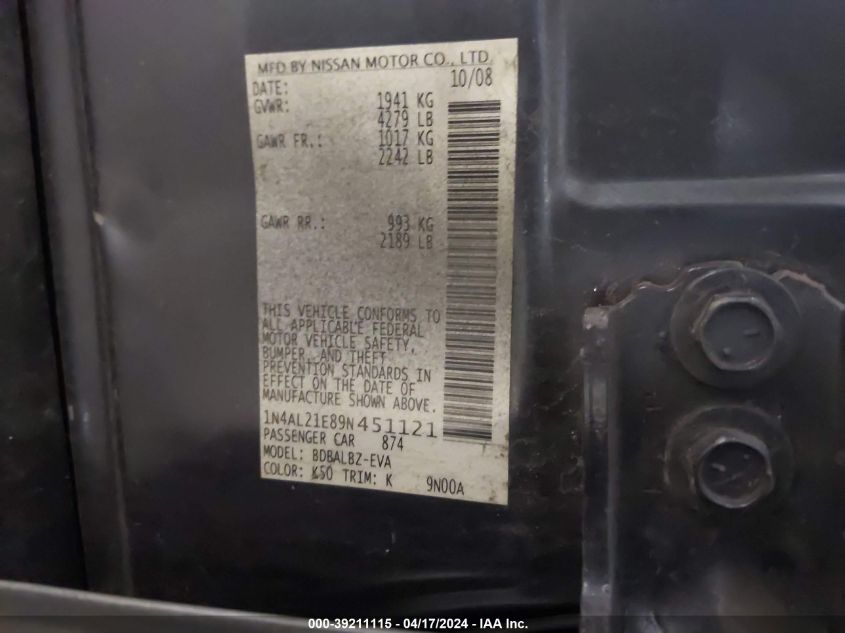 MFD BY NISSAN MOTOR CO., LTD.
DATE: 10/08
GVWR: 1941 KG
4279 LB
GAWR FR.: 1017 KG
2242 LB
GAWR RR.: 993 KG
2189 LB
THIS VEHICLE CONFORMS TO
ALL APPLICABLE FEDERAL
MOTOR VEHICLE SAFETY,
BUMPER, AND THEFT
PREVENTION STANDARDS IN
EFFECT ON THE DATE OF
MANUFACTURE SHOWN ABOVE.
1N4AL21E89N451121
PASSENGER CAR 874
MODEL: BDBALBZ-EVA
COLOR: K50 TRIM: K 9N00A
000-39211115 - 04/17/2024 - IAA Inc.